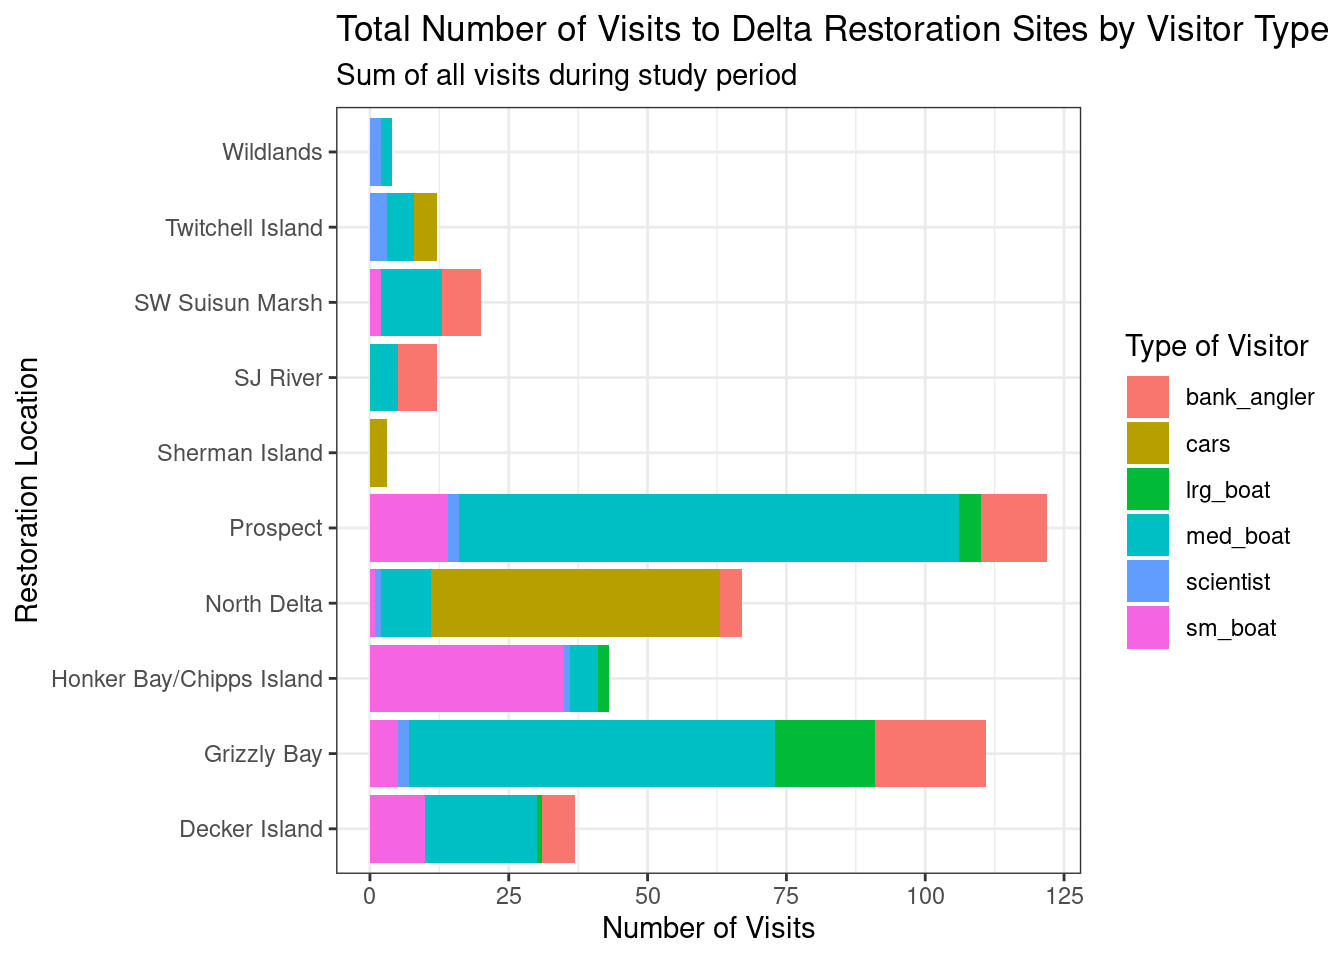 Total Number of Visits to Delta Restoration Sites by Visitor Type
Sum of all visits during study period
Restoration Location
Wildlands
Twitchell Island
SW Suisun Marsh
SJ River
Sherman Island
Prospect
North Delta
Honker Bay/Chipps Island
Grizzly Bay
Decker Island
0 25 50 75 100 125
Number of Visits
Type of Visitor
bank_angler
cars
lrg_boat
med_boat
scientist
sm_boat